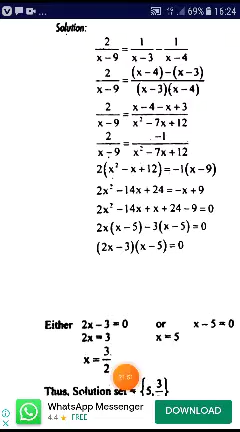 69% 16:24
Solution:
2/(x-9) = 1/(x-3) - 1/(x-4)
2/(x-9) = ((x-4)-(x-3))/((x-3)(x-4))
2/(x-9) = (x-4-x+3)/(x²-7x+12)
2/(x-9) = -1/(x²-7x+12)
2(x²-x+12)=-1(x-9)
2x²-14x+24=-x+9
2x²-14x+x+24-9=0
2x(x-5)-3(x-5)=0
(2x-3)(x-5)=0
Either 2x-3=0 or x-5=0
2x=3 x=5
x=3/2
Thus, Solution set = {5, 3/
WhatsApp Messenger
4.4 ★ FREE
DOWNLOAD